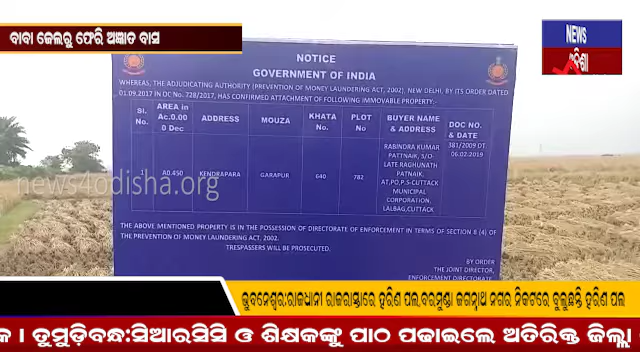 ବାବା ଜେଲରୁ ଫେରି ଅଜ୍ଞାତ ବାସ
NEWS
ଓଡ଼ିଶା
NOTICE
GOVERNMENT OF INDIA
WHEREAS, THE ADJUDICATING AUTHORITY (PREVENTION OF MONEY LAUNDERING ACT, 2002) NEW DELHI, BY ITS ORDER DATED
01.09.2017 IN OC No. 728/2017, HAS CONFIRMED ATTACHMENT OF FOLLOWING IMMOVABLE PROPERTY:-
Sl. No. AREA in Ac.0.00 0 Dec ADDRESS MOUZA KHATA No. PLOT No BUYER NAME & ADDRESS DOC NO. & DATE
1 A0.450 KENDRAPARA GARAPUR 640 782 RABINDRA KUMAR PATTNAIK, S/O LATE RAGHUNATH PATNAIK, AT,PO,P.S-CUTTACK MUNICIPAL CORPORATION, LALBAG,CUTTACK 381/2009 DT. 06.02.2019
THE ABOVE MENTIONED PROPERTY IS IN THE POSSESSION OF DIRECTORATE OF ENFORCEMENT IN TERMS OF SECTION 8 (4) OF
THE PREVENTION OF MONEY LAUNDERING ACT, 2002.
TRESPASSERS WILL BE PROSECUTED.
BY ORDER
THE JOINT DIRECTOR,
ENFORCEMENT DIRECTORATE
news4odisha.org
ଭୁବନେଶ୍ୱର:ରାଜଧାନୀ ରାଜରାସ୍ତାରେ ହରିଣ ପଲ,ବରମୁଣ୍ଡା ଜଗନ୍ନାଥ ନଗର ନିକଟରେ ବୁଲୁଛନ୍ତି ହରିଣ ପଲ
କ । ତୁମୁଡ଼ିବନ୍ଧ:ସିଆରସିସି ଓ ଶିକ୍ଷକଙ୍କୁ ପାଠ ପଢାଇଲେ ଅତିରିକ୍ତ ଜିଲ୍ଲା